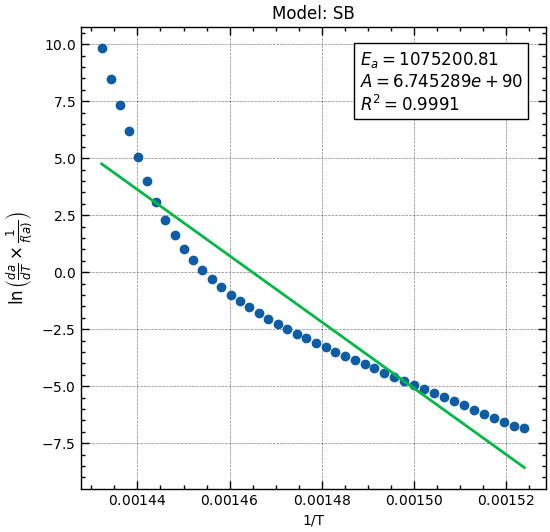 Model: SB
E_a = 1075200.81
A = 6.745289e + 90
R^2 = 0.9991
10.0
7.5
5.0
2.5
0.0
−2.5
−5.0
−7.5
ln(da/dT × 1/f(a))
0.00144 0.00146 0.00148 0.00150 0.00152
1/T